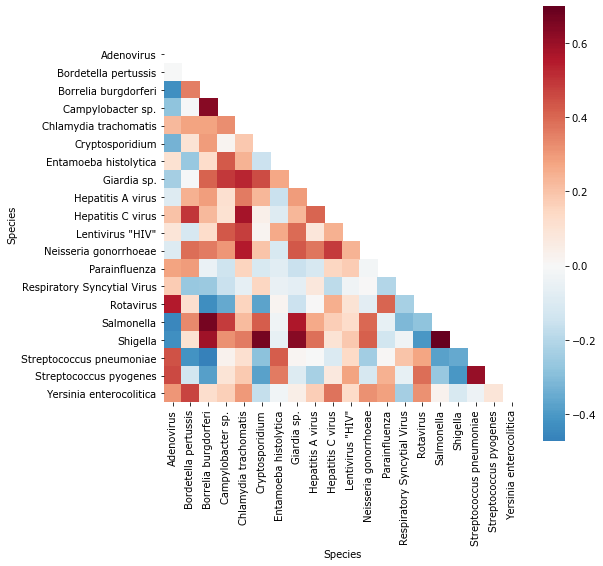 Species
Adenovirus
Bordetella pertussis
Borrelia burgdorferi
Campylobacter sp.
Chlamydia trachomatis
Cryptosporidium
Entamoeba histolytica
Giardia sp.
Hepatitis A virus
Hepatitis C virus
Lentivirus "HIV"
Neisseria gonorrhoeae
Parainfluenza
Respiratory Syncytial Virus
Rotavirus
Salmonella
Shigella
Streptococcus pneumoniae
Streptococcus pyogenes
Yersinia enterocolitica
Adenovirus
Bordetella pertussis
Borrelia burgdorferi
Campylobacter sp.
Chlamydia trachomatis
Cryptosporidium
Entamoeba histolytica
Giardia sp.
Hepatitis A virus
Hepatitis C virus
Lentivirus "HIV"
Neisseria gonorrhoeae
Parainfluenza
Respiratory Syncytial Virus
Rotavirus
Salmonella
Shigella
Streptococcus pneumoniae
Streptococcus pyogenes
Yersinia enterocolitica
Species
0.6
0.4
0.2
0.0
−0.2
−0.4